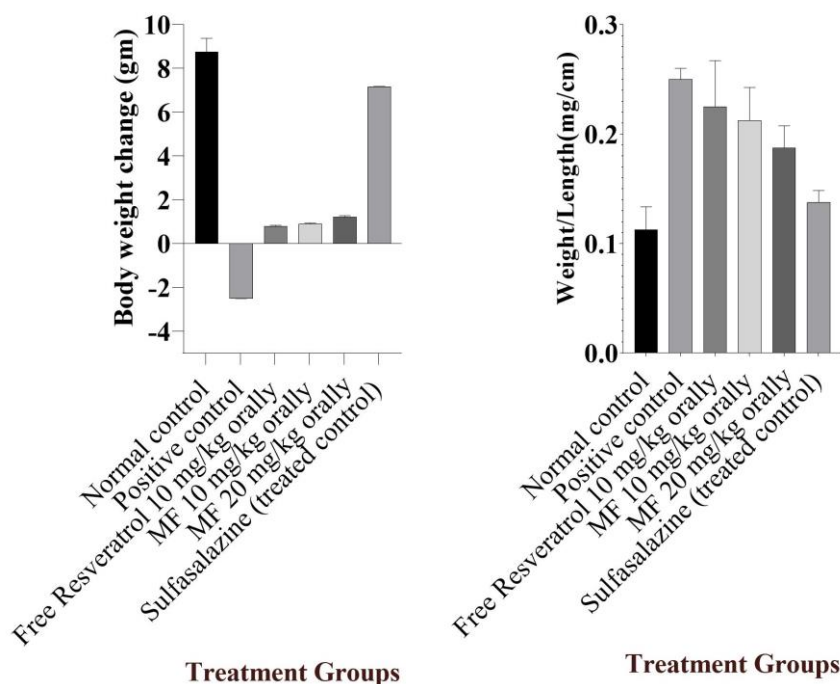 Body weight change (gm)
10
8
6
4
2
0
-2
-4
Normal control
Positive control
Free Resveratrol 10 mg/kg orally
MF 10 mg/kg orally
MF 20 mg/kg orally
Sulfasalazine (treated control)
Treatment Groups
Weight/Length(mg/cm)
0.3
0.2
0.1
0.0
Normal control
Positive control
Free Resveratrol 10 mg/kg orally
MF 10 mg/kg orally
MF 20 mg/kg orally
Sulfasalazine (treated control)
Treatment Groups